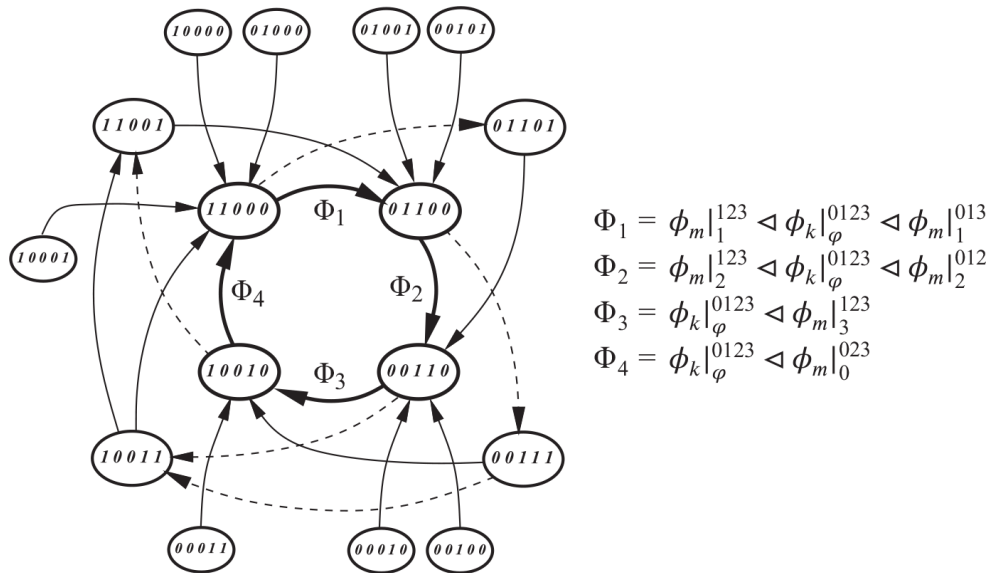 10000 01000 01001 00101
11001 01101
11000 Φ₁ 01100
10001
Φ₄ Φ₂
10010 Φ₃ 00110
10011 00111
00011 00010 00100
Φ₁ = ϕₘ|₁¹²³ ⊲ ϕₖ|ᵩ⁰¹²³ ⊲ ϕₘ|₁⁰¹³
Φ₂ = ϕₘ|₂¹²³ ⊲ ϕₖ|ᵩ⁰¹²³ ⊲ ϕₘ|₂⁰¹²
Φ₃ = ϕₖ|ᵩ⁰¹²³ ⊲ ϕₘ|₃¹²³
Φ₄ = ϕₖ|ᵩ⁰¹²³ ⊲ ϕₘ|₀⁰²³